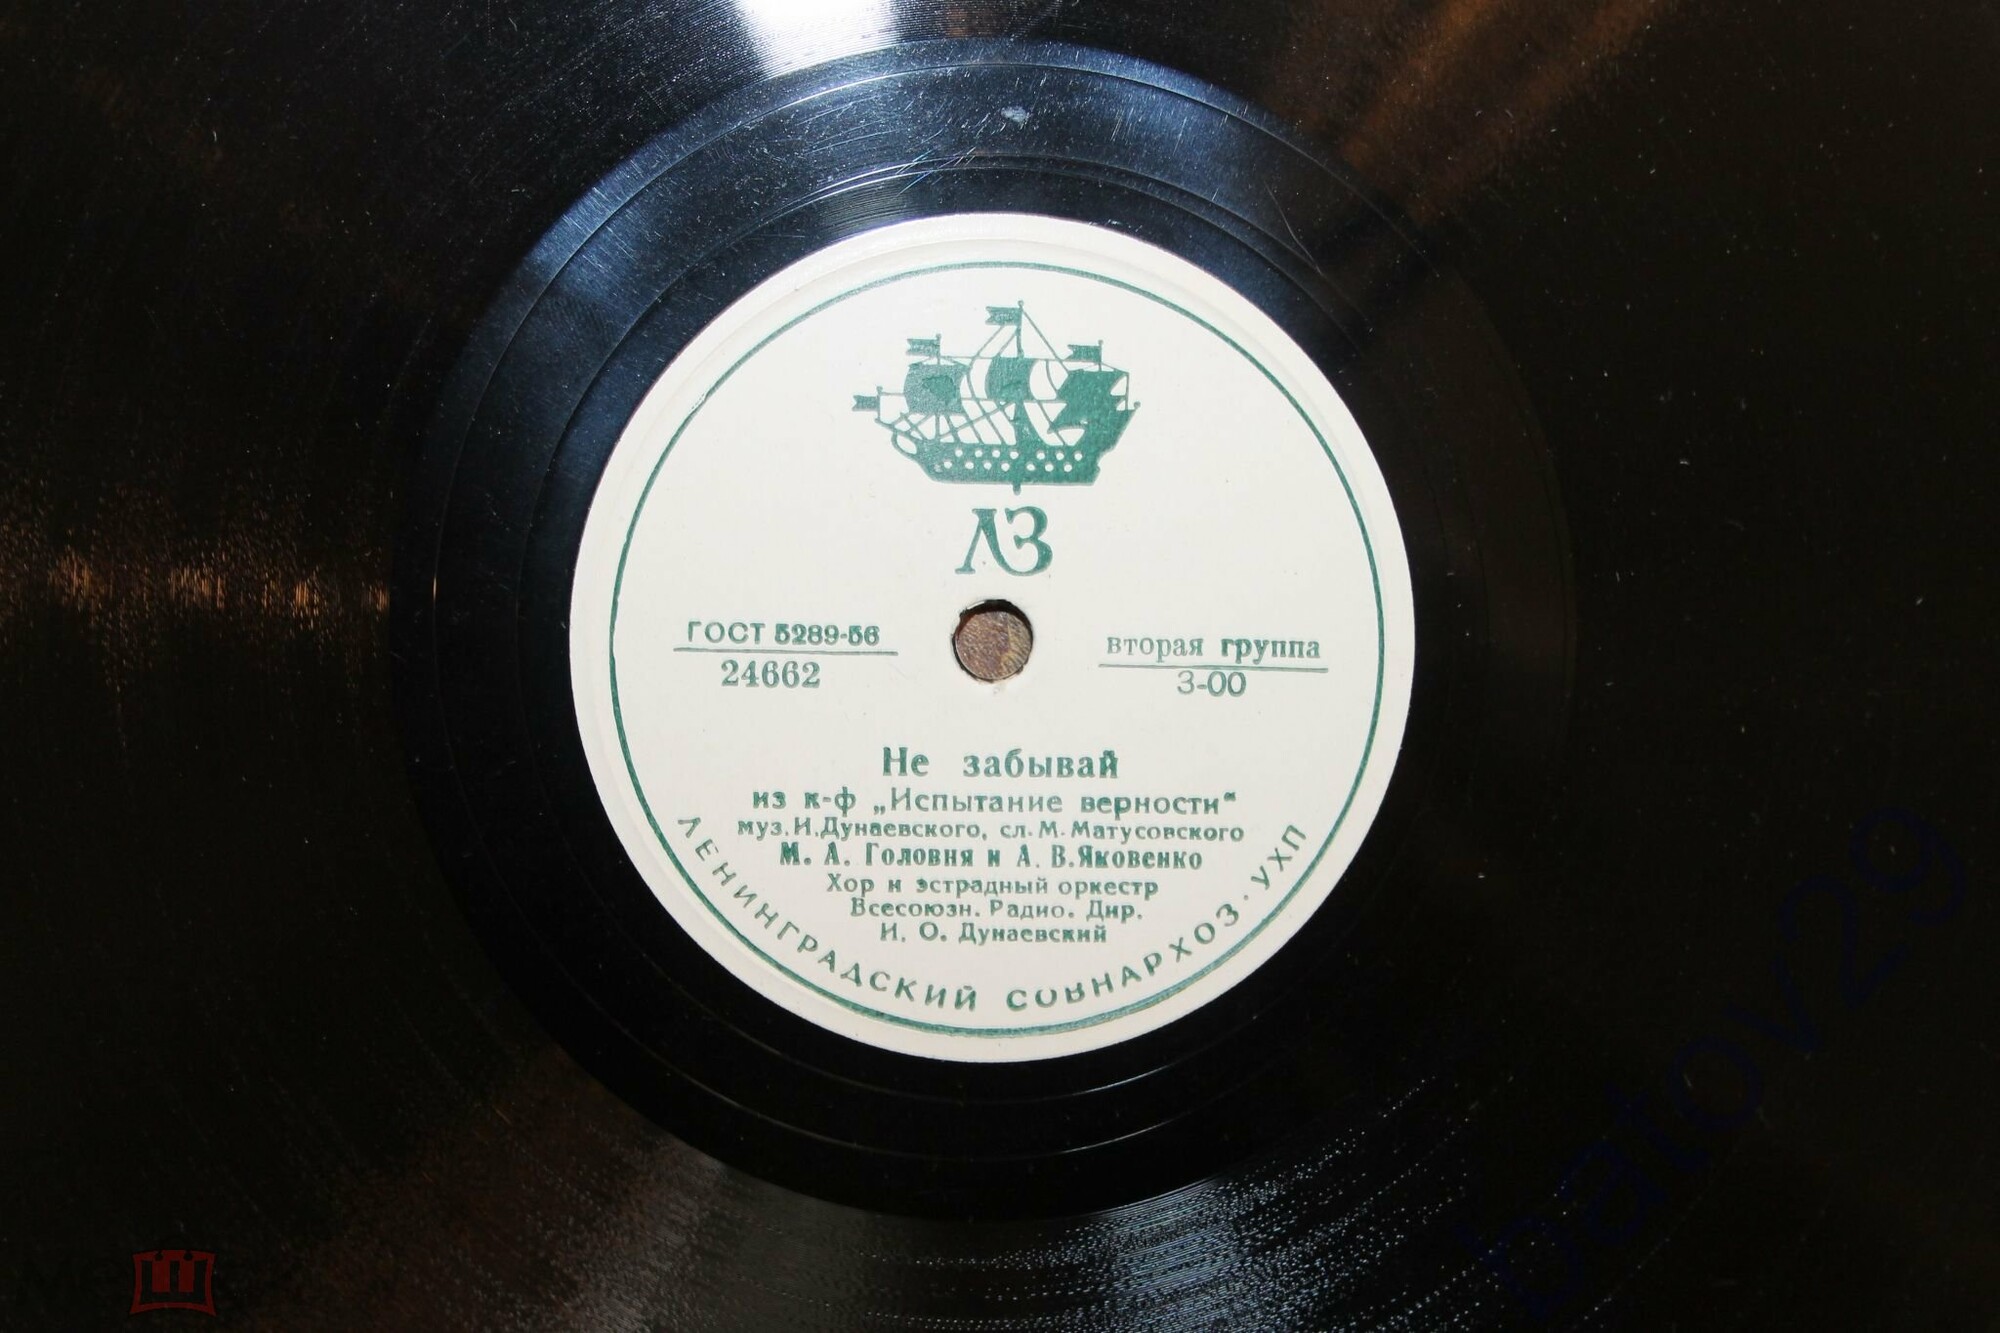 ЛЗ
ГОСТ 5289-56
24662
вторая группа
3-00
Не забывай
из к-ф „Испытание верности“
муз. И. Дунаевского, сл. М. Матусовского
М. А. Головня и А. В. Яковенко
Хор и эстрадный оркестр
Всесоюзн. Радио. Дир.
И. О. Дунаевский
ЛЕНИНГРАДСКИЙ СОВНАРХОЗ · УХП
batov29